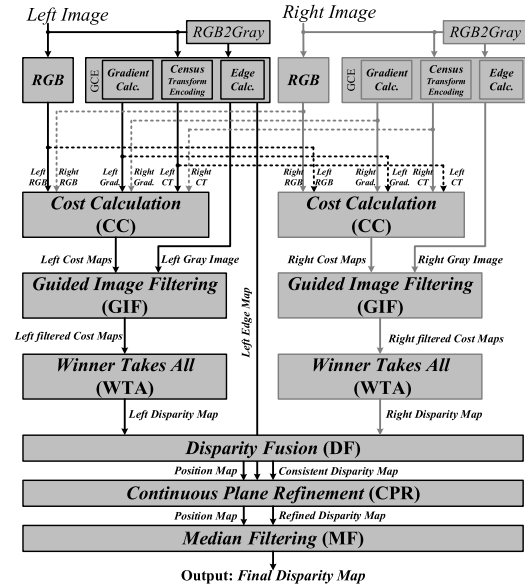 Left Image
Right Image
RGB2Gray
RGB2Gray
RGB
GCE
Gradient
Calc.
Census
Transform
Encoding
Edge
Calc.
RGB
GCE
Gradient
Calc.
Census
Transform
Encoding
Edge
Calc.
Left
RGB
Right
RGB
Left
Grad.
Right
Grad.
Left
CT
Right
CT
Right
RGB
Left
RGB
Right
Grad.
Left
Grad.
Right
CT
Left
CT
Cost Calculation
(CC)
Cost Calculation
(CC)
Left Cost Maps
Left Gray Image
Right Cost Maps
Right Gray Image
Guided Image Filtering
(GIF)
Guided Image Filtering
(GIF)
Left Edge Map
Left filtered Cost Maps
Right filtered Cost Maps
Winner Takes All
(WTA)
Winner Takes All
(WTA)
Left Disparity Map
Right Disparity Map
Disparity Fusion (DF)
Position Map
Consistent Disparity Map
Continuous Plane Refinement (CPR)
Position Map
Refined Disparity Map
Median Filtering (MF)
Output: Final Disparity Map